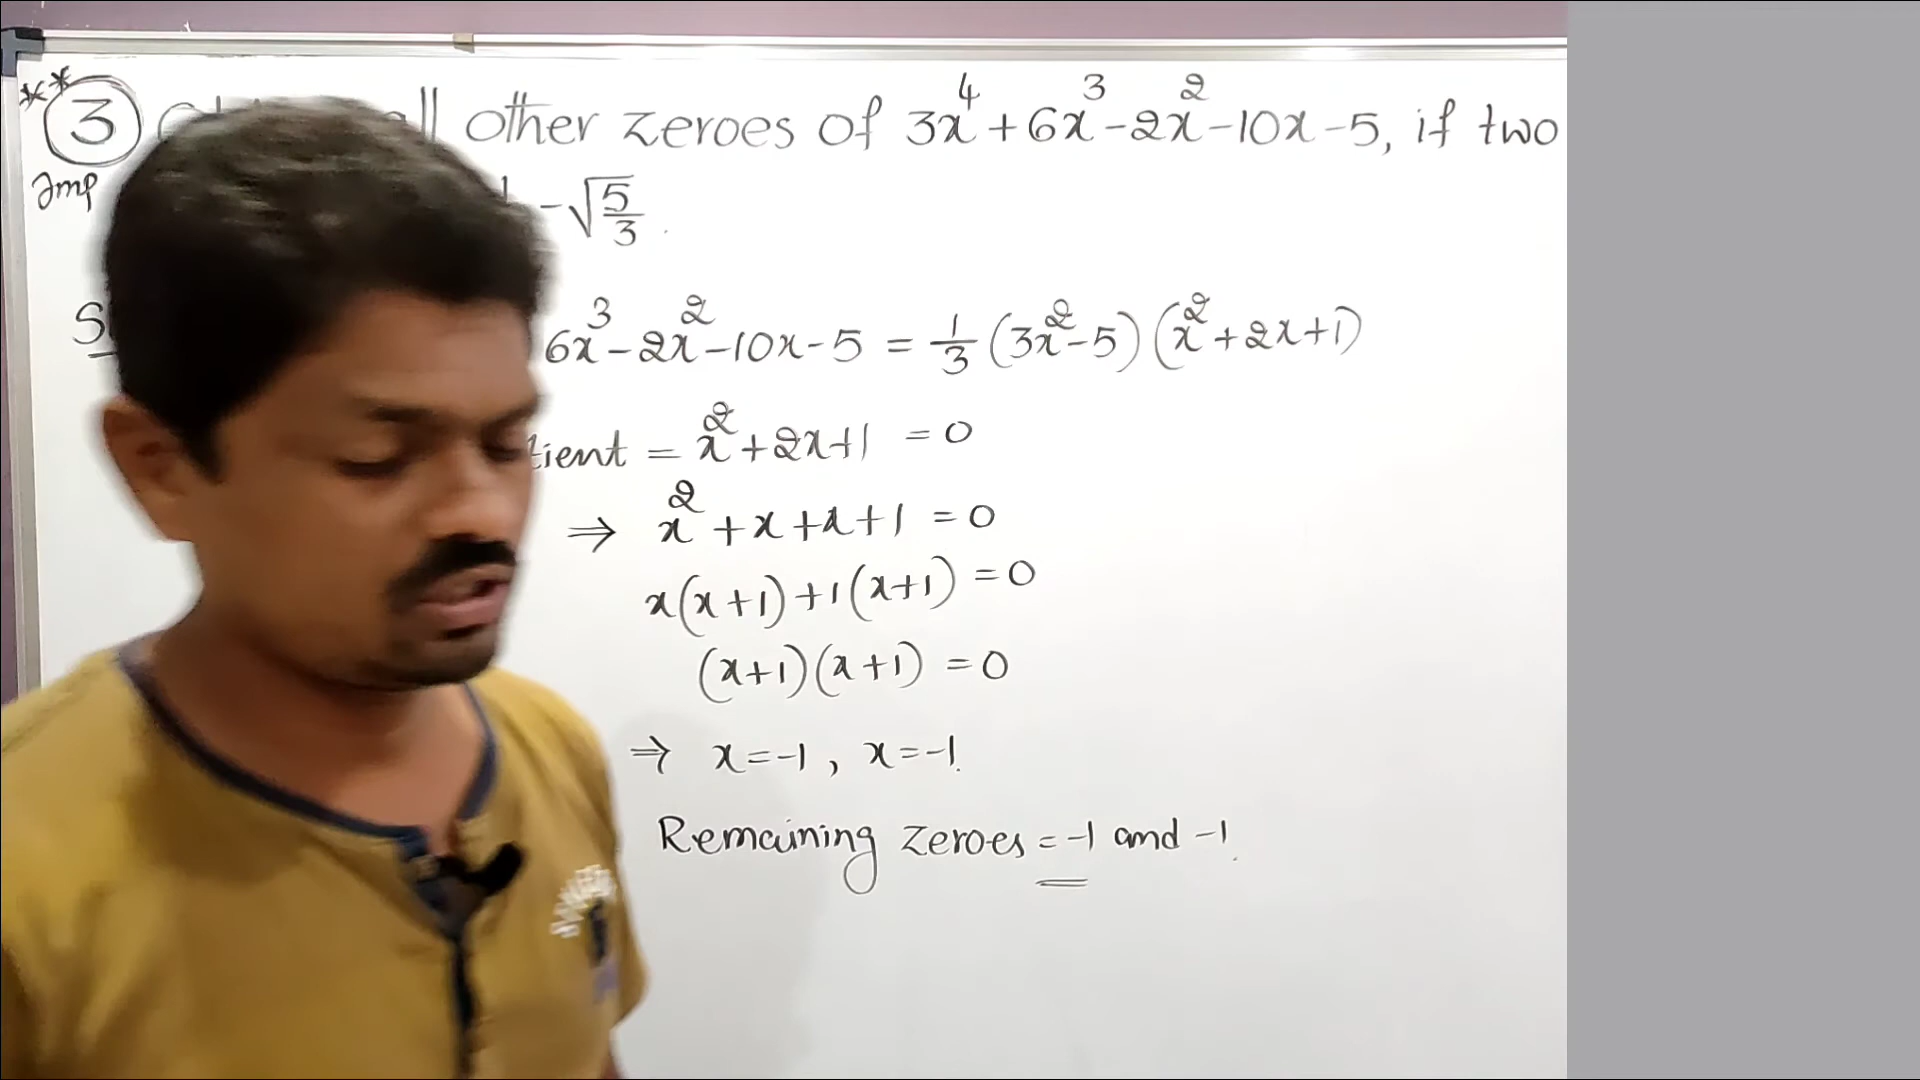 ** 3 all other zeroes of 3x⁴+6x³-2x²-10x-5, if two
Imp -√5/3.
6x³-2x²-10x-5 = 1/3 (3x²-5)(x²+2x+1)
tient = x²+2x+1 = 0
⇒ x²+x+x+1 = 0
x(x+1)+1(x+1) = 0
(x+1)(x+1) = 0
⇒ x=-1, x=-1.
Remaining zeroes = -1 and -1.